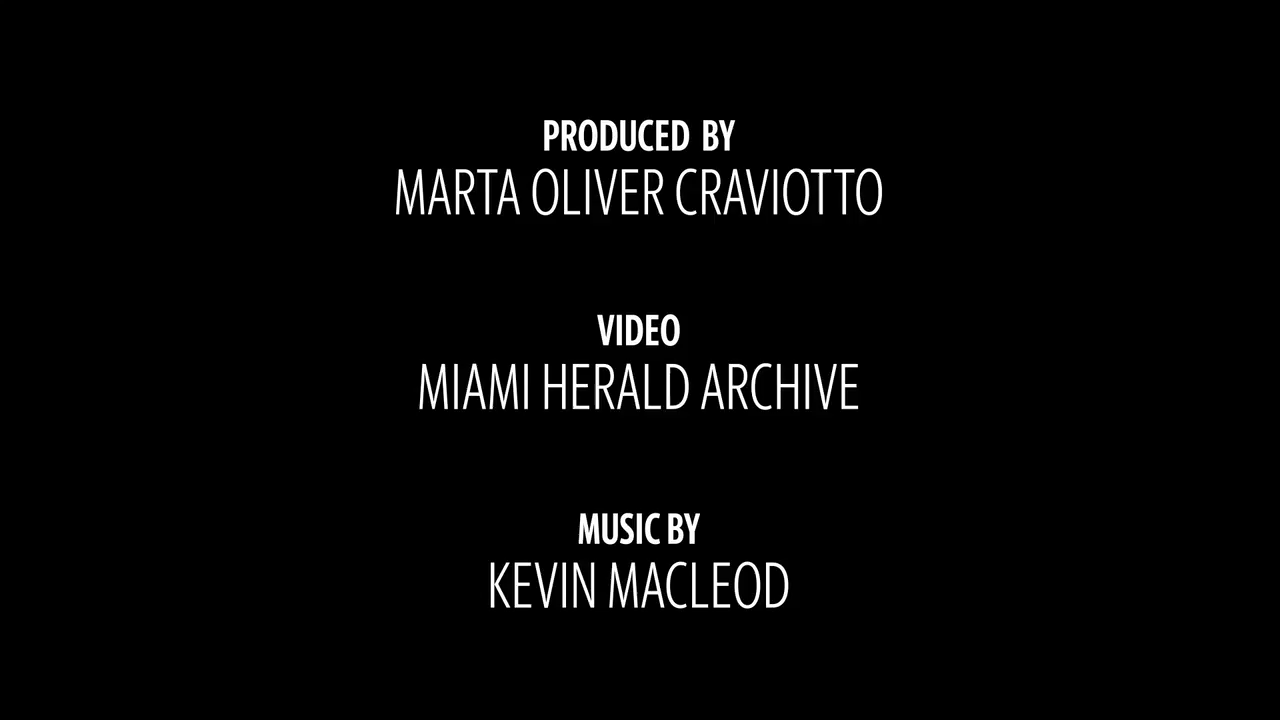 PRODUCED BY
MARTA OLIVER CRAVIOTTO
VIDEO
MIAMI HERALD ARCHIVE
MUSIC BY
KEVIN MACLEOD